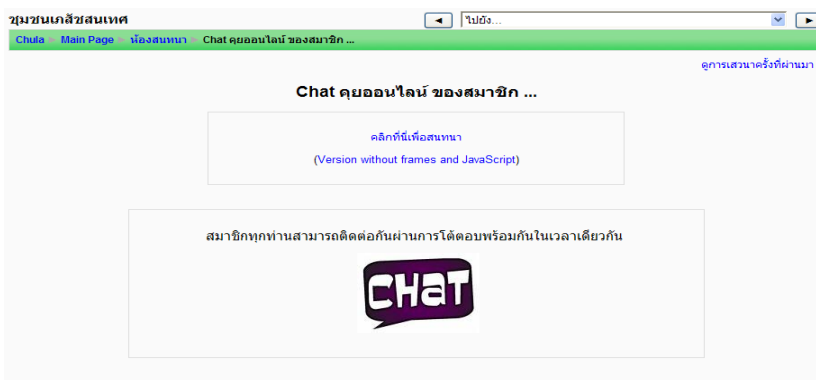 ชุมชนเภสัชสนเทศ
ไปยัง...
Chula Main Page ห้องสนทนา Chat คุยออนไลน์ ของสมาชิก ...
ดูการเสวนาครั้งที่ผ่านมา
Chat คุยออนไลน์ ของสมาชิก ...
คลิกที่นี่เพื่อสนทนา
(Version without frames and JavaScript)
สมาชิกทุกท่านสามารถติดต่อกันผ่านการโต้ตอบพร้อมกันในเวลาเดียวกัน
CHaT